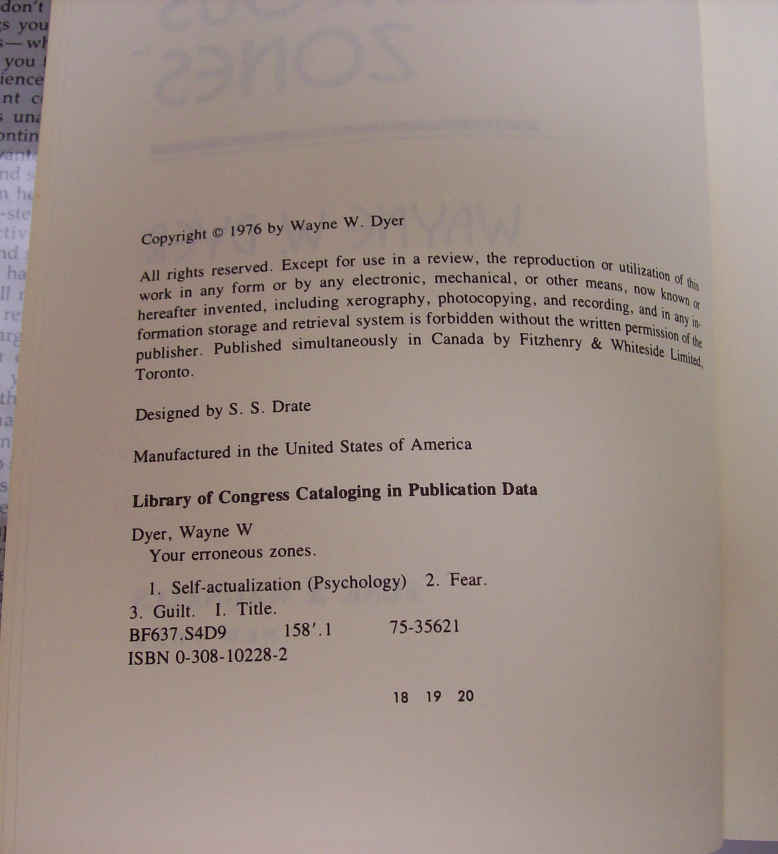 don't
s you
you
ience
Copyright © 1976 by Wayne W. Dyer
All rights reserved. Except for use in a review, the reproduction or utilization of this
work in any form or by any electronic, mechanical, or other means, now known or
hereafter invented, including xerography, photocopying, and recording, and in any in-
formation storage and retrieval system is forbidden without the written permission of the
publisher. Published simultaneously in Canada by Fitzhenry & Whiteside Limited,
Toronto.
Designed by S. S. Drate
Manufactured in the United States of America
Library of Congress Cataloging in Publication Data
Dyer, Wayne W
Your erroneous zones.
1. Self-actualization (Psychology) 2. Fear.
3. Guilt. I. Title.
BF637.S4D9 158'.1 75-35621
ISBN 0-308-10228-2
18 19 20